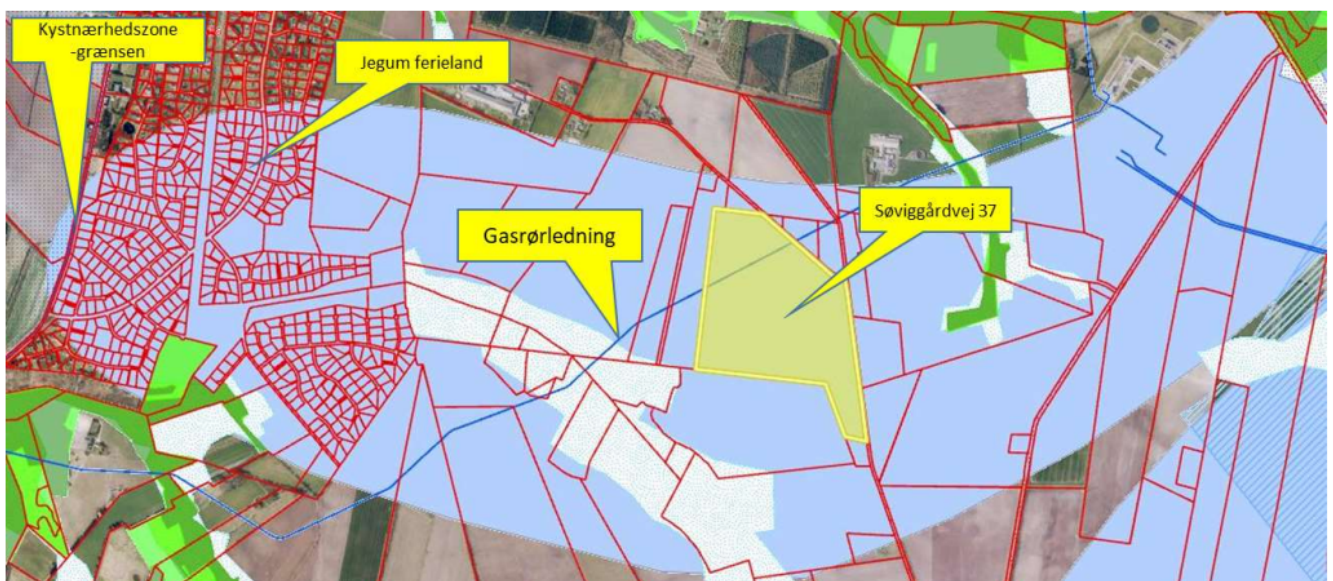 Kystnærhedszone
-grænsen
Jegum ferieland
Søviggårdvej 37
Gasrørledning